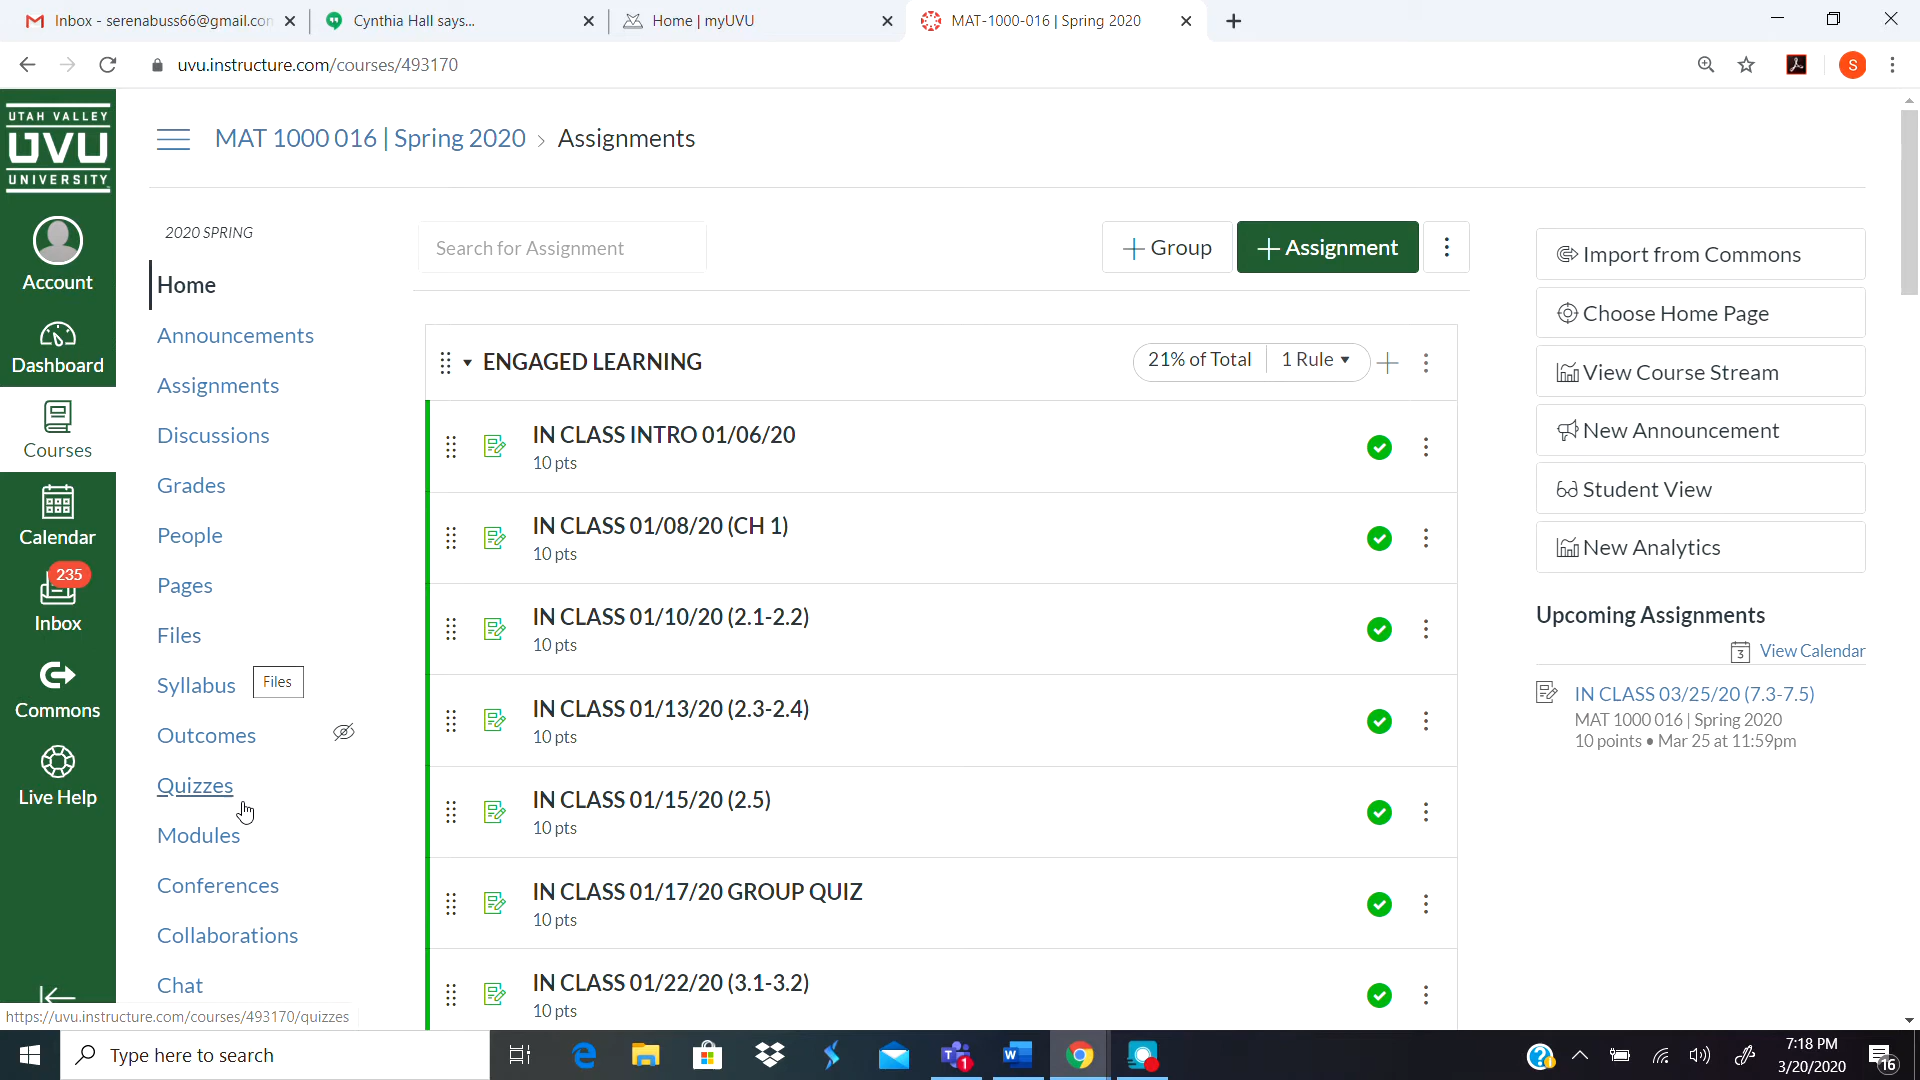 Inbox - serenabuss66@gmail.con
Cynthia Hall says...
Home | myUVU
MAT-1000-016 | Spring 2020
uvu.instructure.com/courses/493170
S
UTAH VALLEY
UVU
UNIVERSITY
Account
Dashboard
Courses
Calendar
235
Inbox
Commons
Live Help
MAT 1000 016 | Spring 2020 › Assignments
2020 SPRING
Home
Announcements
Assignments
Discussions
Grades
People
Pages
Files
Syllabus
Files
Outcomes
Quizzes
Modules
Conferences
Collaborations
Chat
https://uvu.instructure.com/courses/493170/quizzes
Search for Assignment
+ Group
+ Assignment
ENGAGED LEARNING
21% of Total
1 Rule
IN CLASS INTRO 01/06/20
10 pts
IN CLASS 01/08/20 (CH 1)
10 pts
IN CLASS 01/10/20 (2.1-2.2)
10 pts
IN CLASS 01/13/20 (2.3-2.4)
10 pts
IN CLASS 01/15/20 (2.5)
10 pts
IN CLASS 01/17/20 GROUP QUIZ
10 pts
IN CLASS 01/22/20 (3.1-3.2)
10 pts
Import from Commons
Choose Home Page
View Course Stream
New Announcement
Student View
New Analytics
Upcoming Assignments
3 View Calendar
IN CLASS 03/25/20 (7.3-7.5)
MAT 1000 016 | Spring 2020
10 points • Mar 25 at 11:59pm
Type here to search
T 1
W
7:18 PM
3/20/2020
16